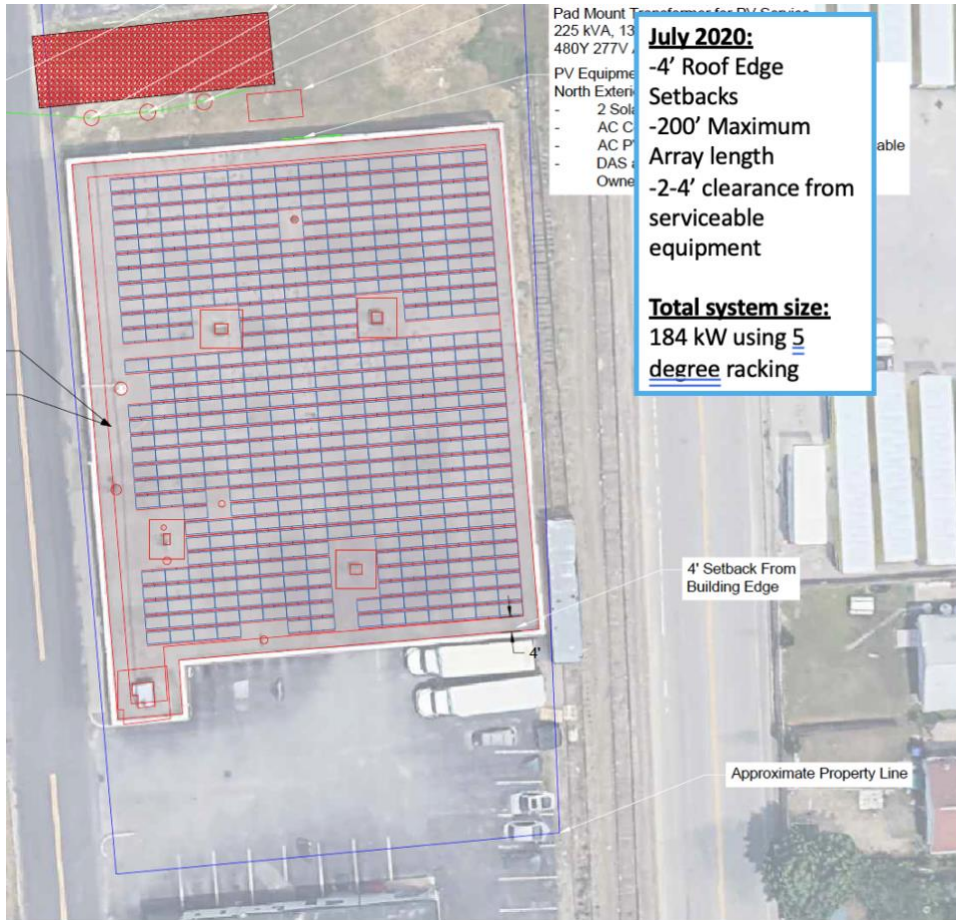 Pad Mount Transformer for PV Service
225 kVA, 13
480Y 277V
PV Equipme
North Exteri
- 2 Sola
- AC C
- AC P
- DAS a
Owne
able
July 2020:
-4’ Roof Edge
Setbacks
-200’ Maximum
Array length
-2-4’ clearance from
serviceable
equipment
Total system size:
184 kW using 5
degree racking
4' Setback From
Building Edge
4'
Approximate Property Line